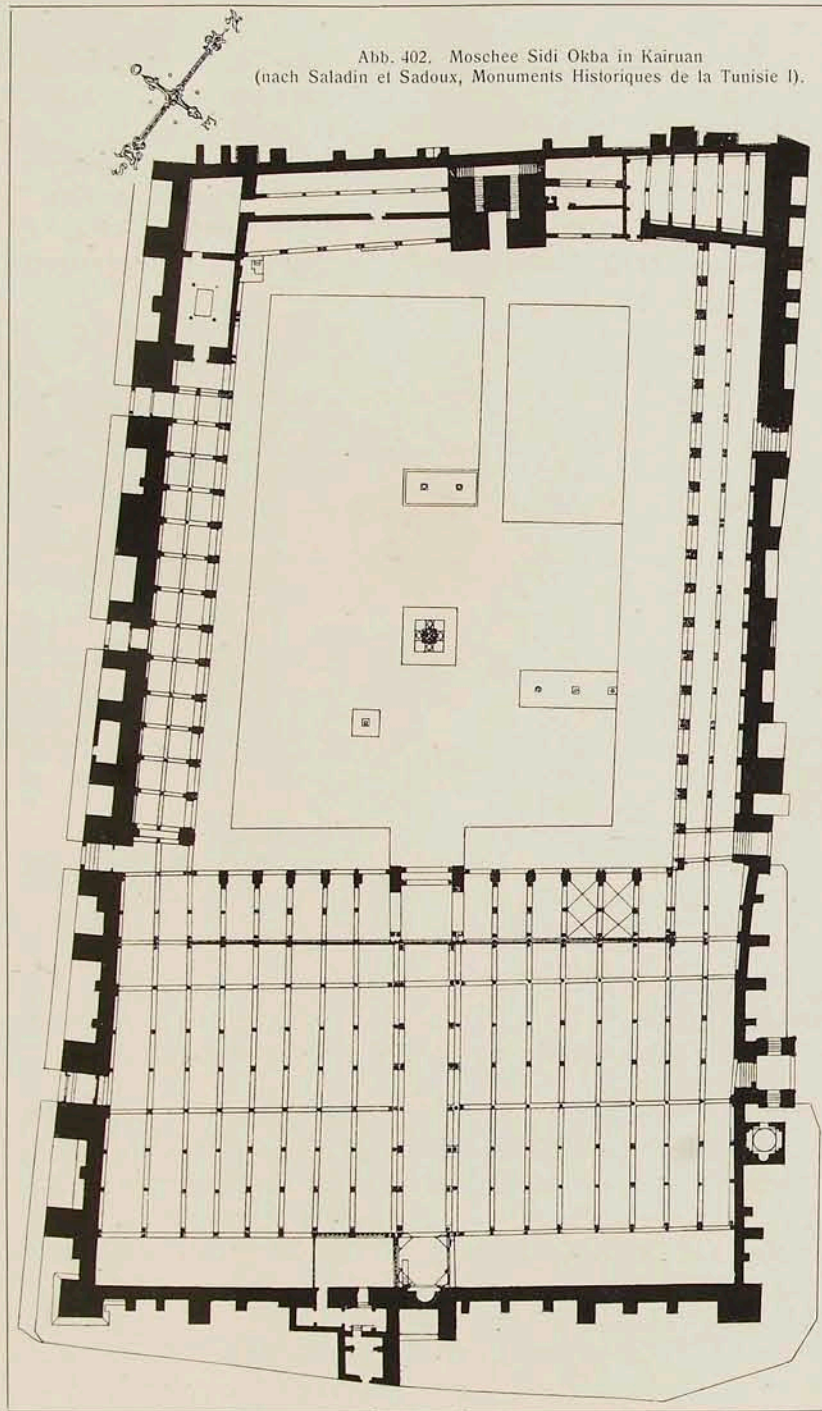 Abb. 402. Moschee Sidi Okba in Kairuan
(nach Saladin et Sadoux, Monuments Historiques de la Tunisie I).
N
O
E
S